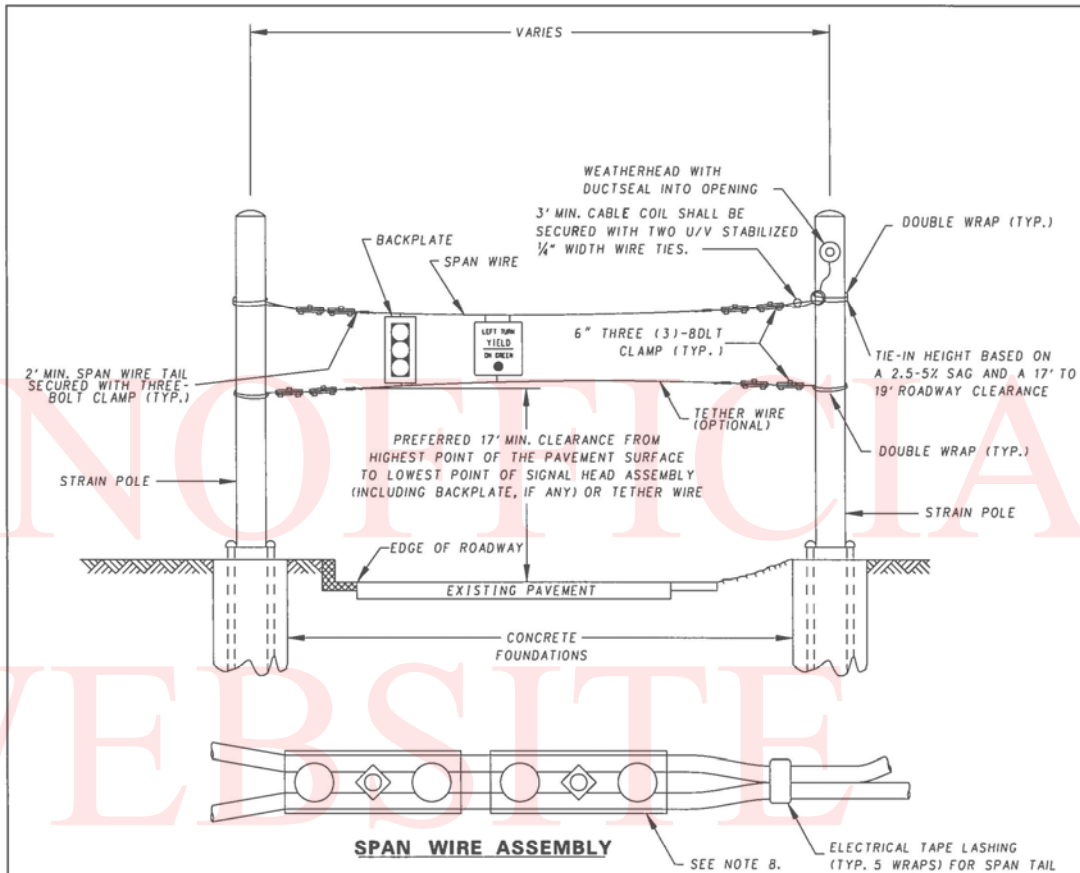 VARIES
WEATHERHEAD WITH
DUCTSEAL INTO OPENING
3' MIN. CABLE COIL SHALL BE
SECURED WITH TWO U/V STABILIZED
¼" WIDTH WIRE TIES.
DOUBLE WRAP (TYP.)
BACKPLATE
SPAN WIRE
LEFT TURN
YIELD
ON GREEN
6" THREE (3)-BOLT
CLAMP (TYP.)
2' MIN. SPAN WIRE TAIL
SECURED WITH THREE-
BOLT CLAMP (TYP.)
TIE-IN HEIGHT BASED ON
A 2.5-5% SAG AND A 17' TO
19' ROADWAY CLEARANCE
TETHER WIRE
(OPTIONAL)
PREFERRED 17' MIN. CLEARANCE FROM
HIGHEST POINT OF THE PAVEMENT SURFACE
TO LOWEST POINT OF SIGNAL HEAD ASSEMBLY
(INCLUDING BACKPLATE, IF ANY) OR TETHER WIRE
DOUBLE WRAP (TYP.)
STRAIN POLE
STRAIN POLE
EDGE OF ROADWAY
EXISTING PAVEMENT
CONCRETE
FOUNDATIONS
SPAN WIRE ASSEMBLY
SEE NOTE 8.
ELECTRICAL TAPE LASHING
(TYP. 5 WRAPS) FOR SPAN TAIL
NOFFICIA
WEBSITE